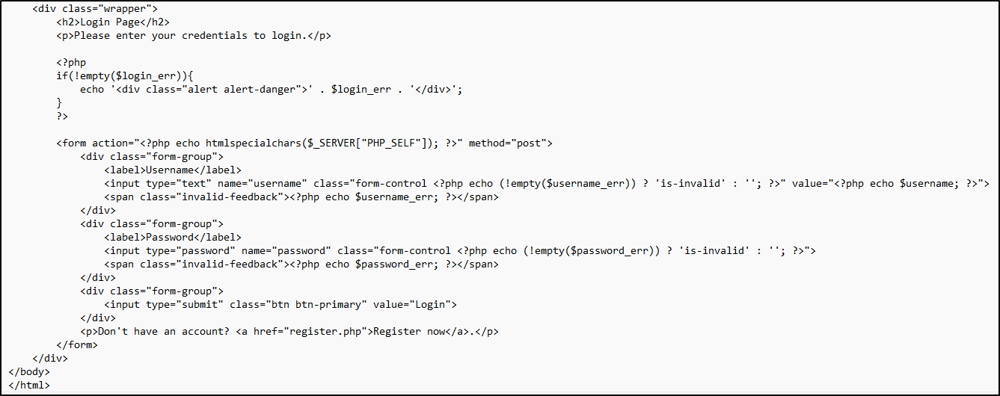 <div class="wrapper">
<h2>Login Page</h2>
<p>Please enter your credentials to login.</p>
<?php
if(!empty($login_err)){
echo '<div class="alert alert-danger">' . $login_err . '</div>';
}
?>
<form action="<?php echo htmlspecialchars($_SERVER["PHP_SELF"]); ?>" method="post">
<div class="form-group">
<label>Username</label>
<input type="text" name="username" class="form-control <?php echo (!empty($username_err)) ? 'is-invalid' : ''; ?>" value="<?php echo $username; ?>">
<span class="invalid-feedback"><?php echo $username_err; ?></span>
</div>
<div class="form-group">
<label>Password</label>
<input type="password" name="password" class="form-control <?php echo (!empty($password_err)) ? 'is-invalid' : ''; ?>">
<span class="invalid-feedback"><?php echo $password_err; ?></span>
</div>
<div class="form-group">
<input type="submit" class="btn btn-primary" value="Login">
</div>
<p>Don't have an account? <a href="register.php">Register now</a>.</p>
</form>
</div>
</body>
</html>